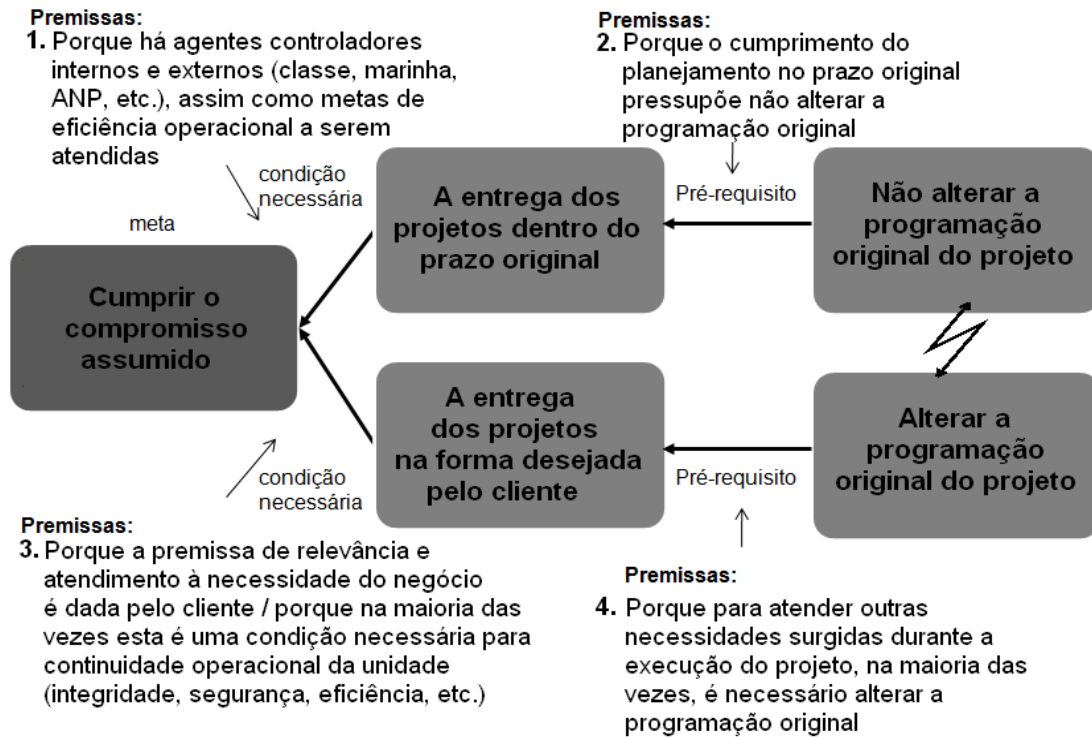 Premissas:
1. Porque há agentes controladores
internos e externos (classe, marinha,
ANP, etc.), assim como metas de
eficiência operacional a serem
atendidas
Premissas:
2. Porque o cumprimento do
planejamento no prazo original
pressupõe não alterar a
programação original
condição
necessária
meta
A entrega dos
projetos dentro do
prazo original
Pré-requisito
Não alterar a
programação
original do projeto
Cumprir o
compromisso
assumido
A entrega
dos projetos
na forma desejada
pelo cliente
Pré-requisito
Alterar a
programação
original do projeto
condição
necessária
Premissas:
3. Porque a premissa de relevância e
atendimento à necessidade do negócio
é dada pelo cliente / porque na maioria das
vezes esta é uma condição necessária para
continuidade operacional da unidade
(integridade, segurança, eficiência, etc.)
Premissas:
4. Porque para atender outras
necessidades surgidas durante a
execução do projeto, na maioria das
vezes, é necessário alterar a
programação original